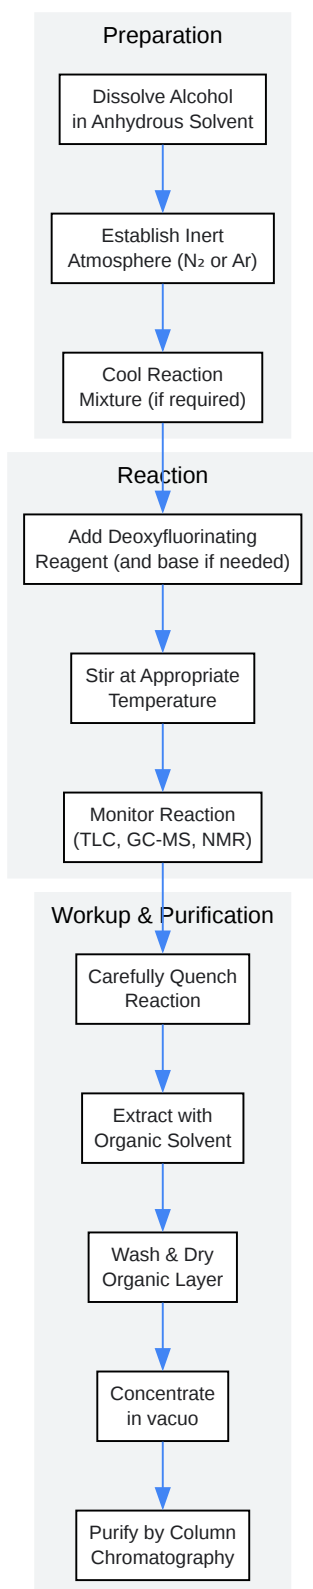 Preparation
Dissolve Alcohol
in Anhydrous Solvent
Establish Inert
Atmosphere (N₂ or Ar)
Cool Reaction
Mixture (if required)
Reaction
Add Deoxyfluorinating
Reagent (and base if needed)
Stir at Appropriate
Temperature
Monitor Reaction
(TLC, GC-MS, NMR)
Workup & Purification
Carefully Quench
Reaction
Extract with
Organic Solvent
Wash & Dry
Organic Layer
Concentrate
in vacuo
Purify by Column
Chromatography